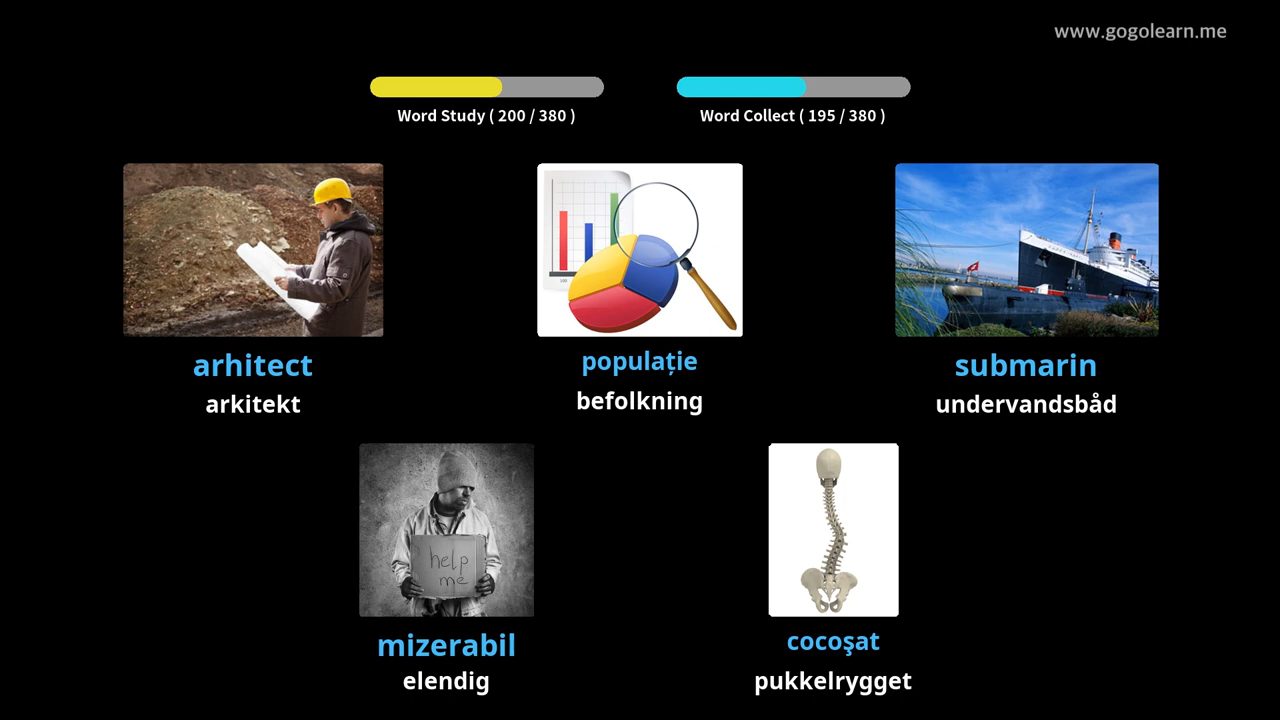 www.gogolearn.me
Word Study ( 200 / 380 )
Word Collect ( 195 / 380 )
arhitect
arkitekt
populație
befolkning
submarin
undervandsbåd
help
me
mizerabil
elendig
cocoşat
pukkelrygget